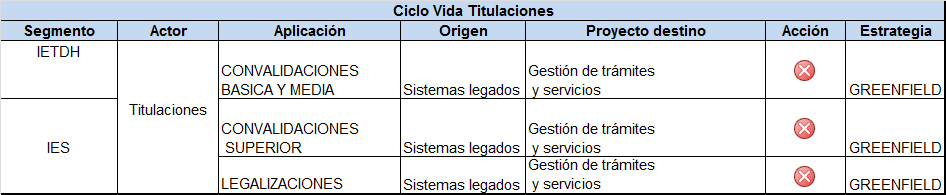 Ciclo Vida Titulaciones
Segmento Actor Aplicación Origen Proyecto destino Acción Estrategia
IETDH
Titulaciones
CONVALIDACIONES
BASICA Y MEDIA
Sistemas legados
Gestión de trámites
y servicios
GREENFIELD
IES
CONVALIDACIONES
SUPERIOR
Sistemas legados
Gestión de trámites
y servicios
GREENFIELD
LEGALIZACIONES
Sistemas legados
Gestión de trámites
y servicios
GREENFIELD